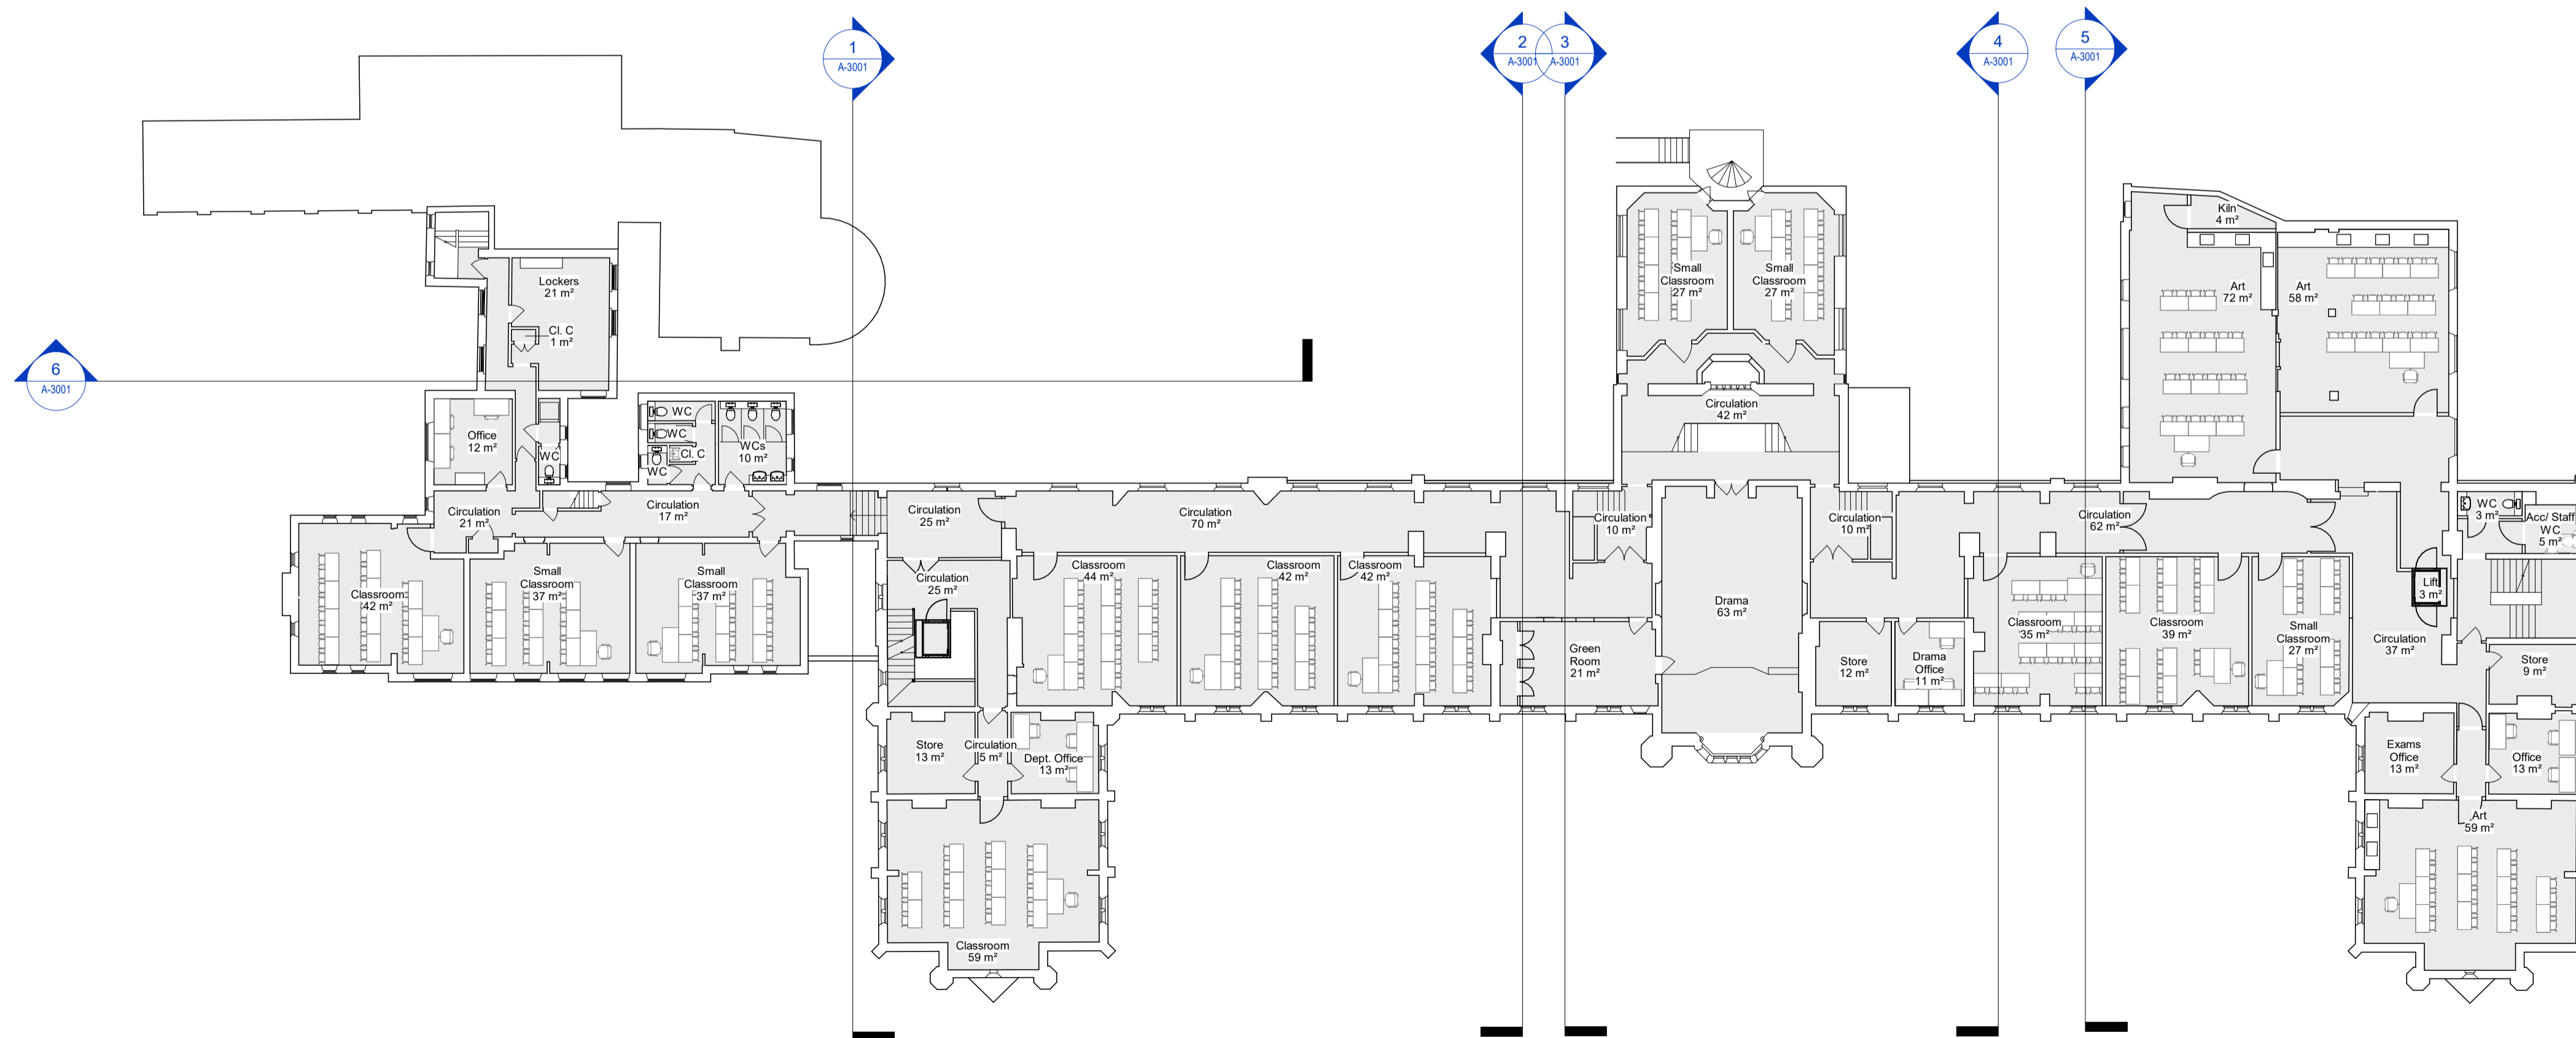 1
A-3001
2
A-3001
3
A-3001
4
A-3001
5
A-3001
6
A-3001
Kiln
4 m²
Lockers
21 m²
Cl. C
1 m²
Small
Classroom
27 m²
Small
Classroom
27 m²
Art
72 m²
Art
58 m²
Circulation
42 m²
Office
12 m²
WC
WC
WC
WC
Cl. C
WCs
10 m²
Circulation
21 m²
Circulation
17 m²
Circulation
25 m²
Circulation
70 m²
Circulation
10 m²
Circulation
10 m²
Circulation
62 m²
WC
3 m²
Acc/ Staff
WC
5 m²
Classroom
42 m²
Small
Classroom
37 m²
Small
Classroom
37 m²
Circulation
25 m²
Classroom
44 m²
Classroom
42 m²
Classroom
42 m²
Drama
63 m²
Green
Room
21 m²
Store
12 m²
Drama
Office
11 m²
Classroom
35 m²
Classroom
39 m²
Small
Classroom
27 m²
Lift
3 m²
Circulation
37 m²
Store
9 m²
Store
13 m²
Circulation
5 m²
Dept. Office
13 m²
Exams
Office
13 m²
Office
13 m²
Art
59 m²
Classroom
59 m²